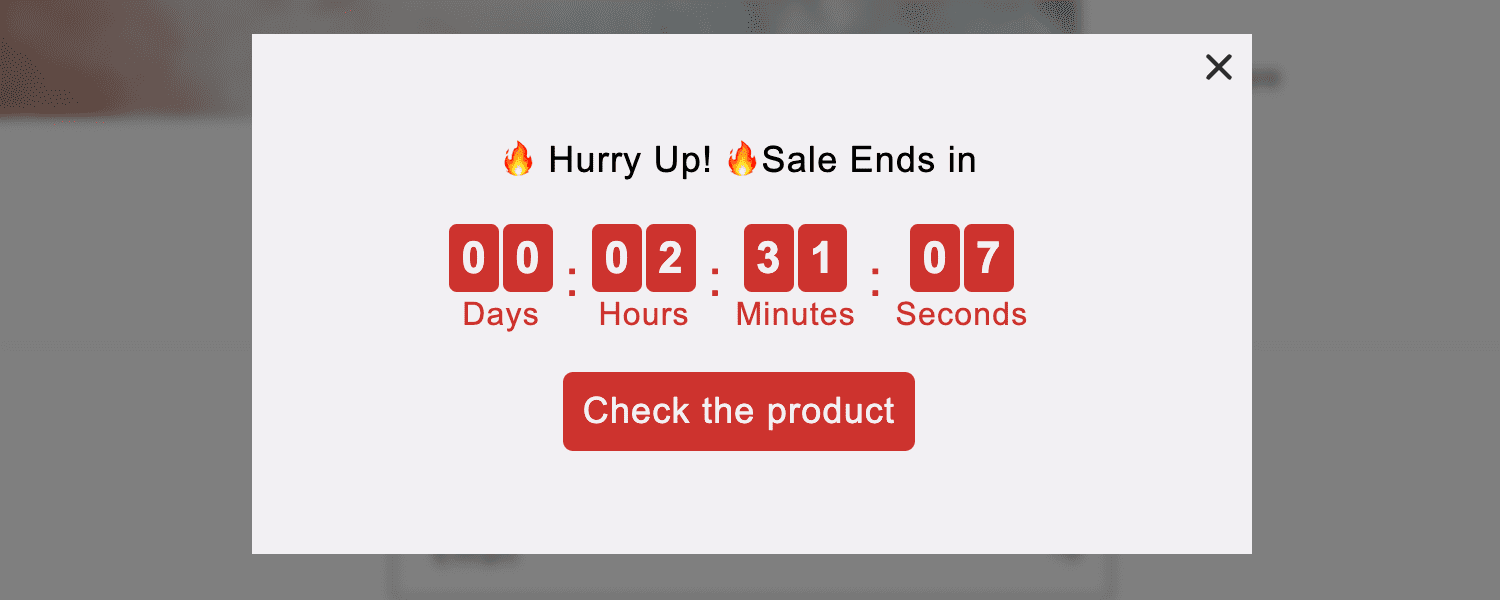 🔥 Hurry Up! 🔥Sale Ends in
00 : 02 : 31 : 07
Days Hours Minutes Seconds
Check the product